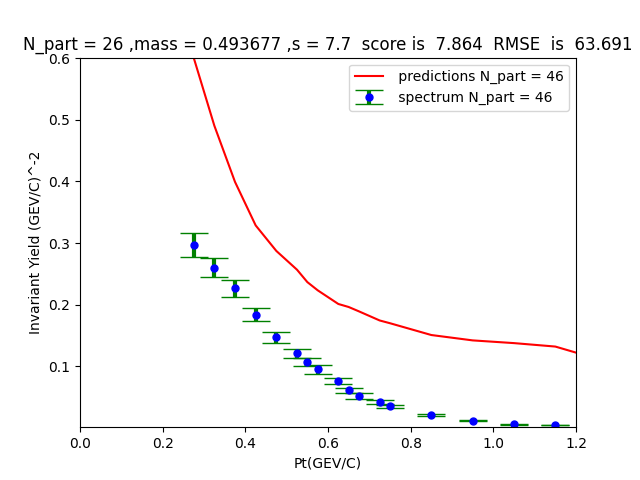 N_part = 26 ,mass = 0.493677 ,s = 7.7  score is  7.864  RMSE  is  63.691
predictions N_part = 46
spectrum N_part = 46
Invariant Yield (GEV/C)^-2
0.6
0.5
0.4
0.3
0.2
0.1
0.0 0.2 0.4 0.6 0.8 1.0 1.2
Pt(GEV/C)